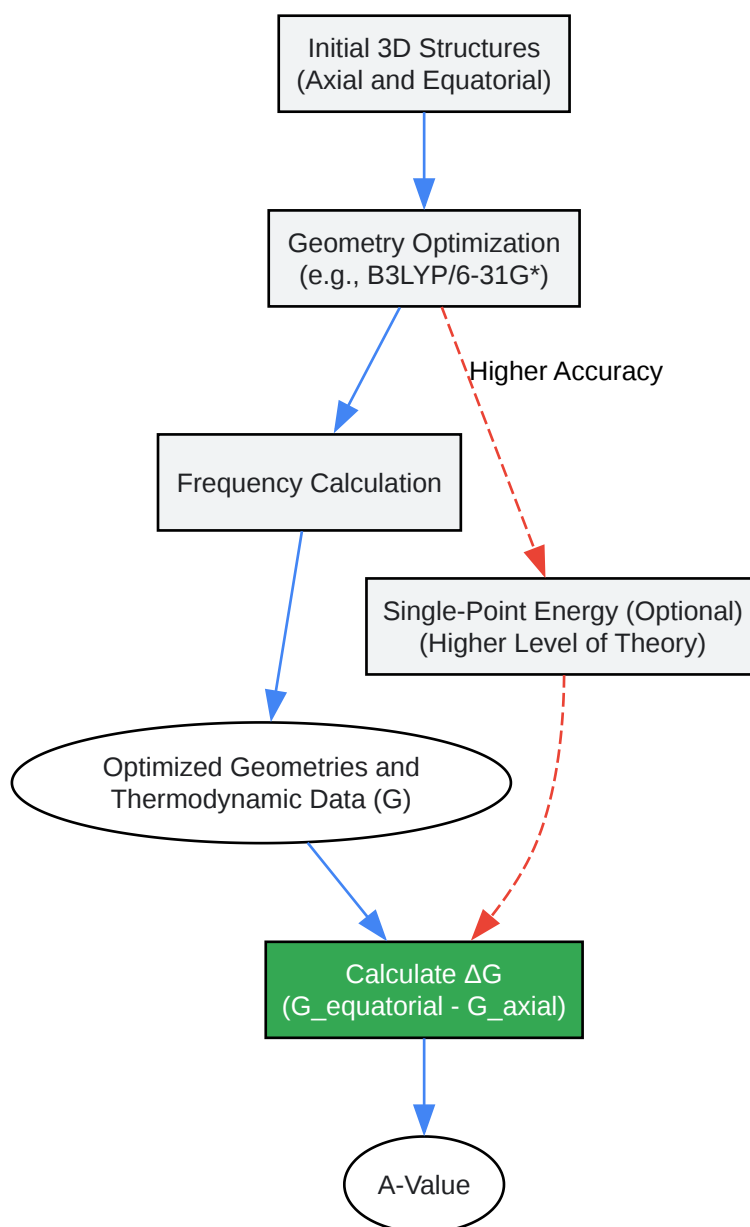 Initial 3D Structures
(Axial and Equatorial)
Geometry Optimization
(e.g., B3LYP/6-31G*)
Higher Accuracy
Frequency Calculation
Single-Point Energy (Optional)
(Higher Level of Theory)
Optimized Geometries and
Thermodynamic Data (G)
Calculate ΔG
(G_equatorial - G_axial)
A-Value